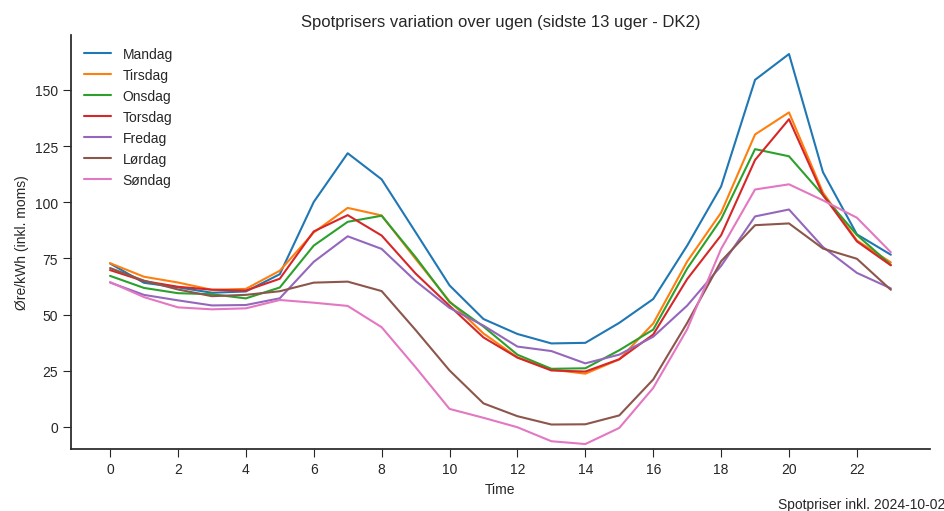 Spotprisers variation over ugen (sidste 13 uger - DK2)
Mandag
Tirsdag
Onsdag
Torsdag
Fredag
Lørdag
Søndag
Øre/kWh (inkl. moms)
150
125
100
75
50
25
0
0 2 4 6 8 10 12 14 16 18 20 22
Time
Spotpriser inkl. 2024-10-02